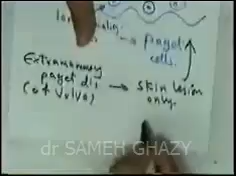 → Paget
cells.
Extramammary
paget dis → skin lesion
(of Vulva) only.
dr SAMEH GHAZY